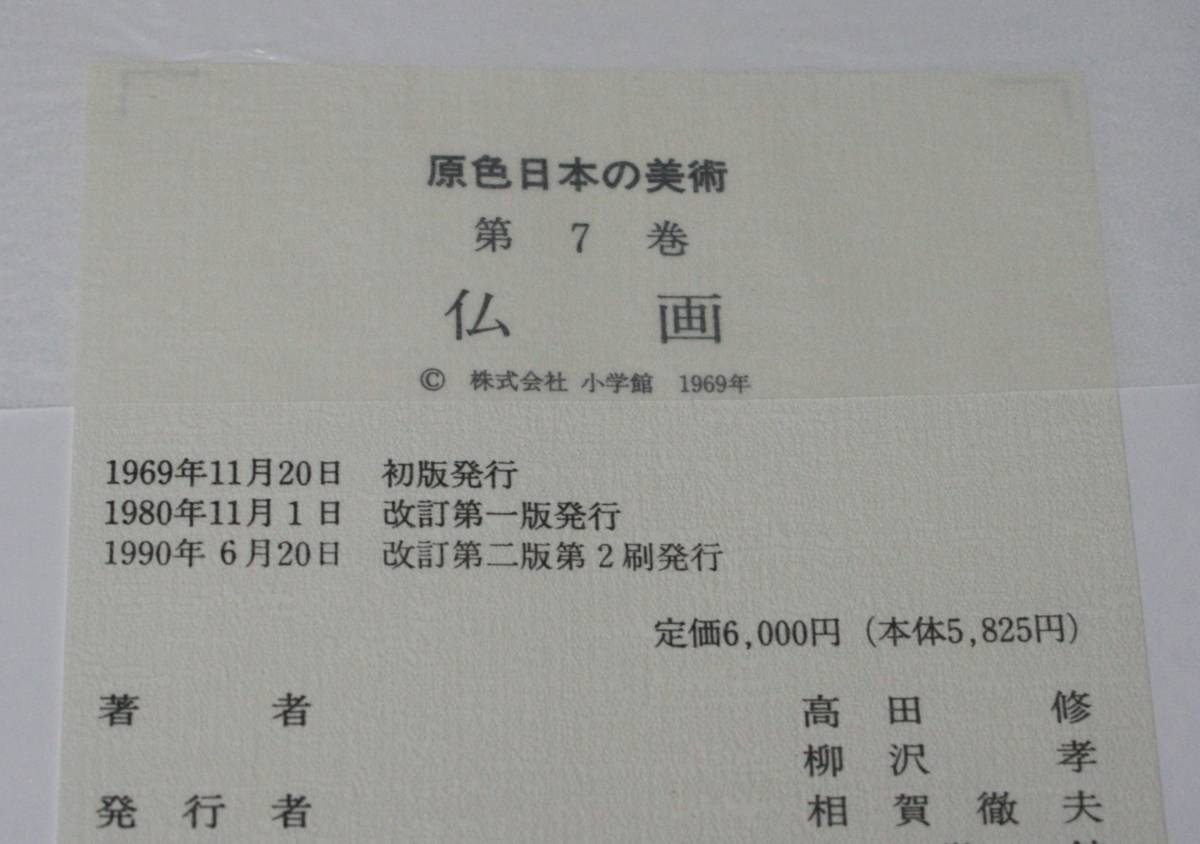 原色日本の美術
第 7 巻
仏 画
© 株式会社 小学館 1969年
1969年11月20日 初版発行
1980年11月1日 改訂第一版発行
1990年6月20日 改訂第二版第2刷発行
定価6,000円（本体5,825円）
著 者 高 田 修
柳 沢 孝
発 行 者 相 賀 徹 夫